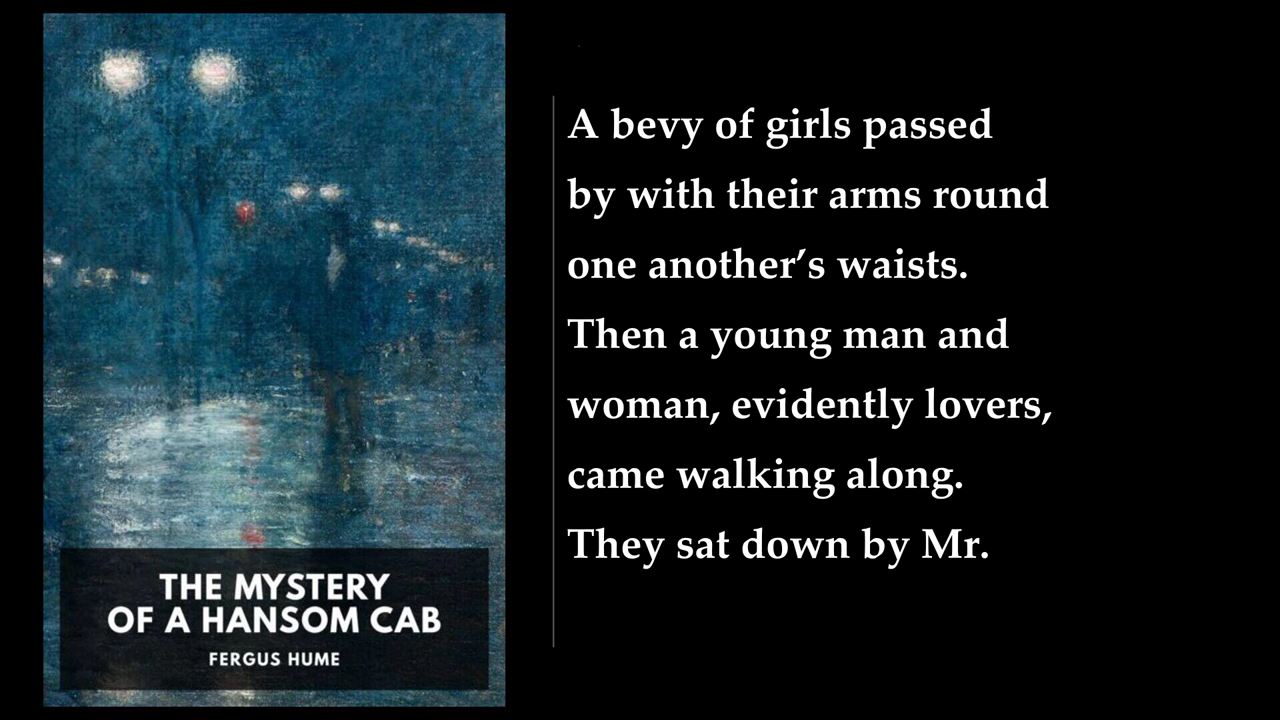 A bevy of girls passed
by with their arms round
one another’s waists.
Then a young man and
woman, evidently lovers,
came walking along.
They sat down by Mr.
THE MYSTERY
OF A HANSOM CAB
FERGUS HUME